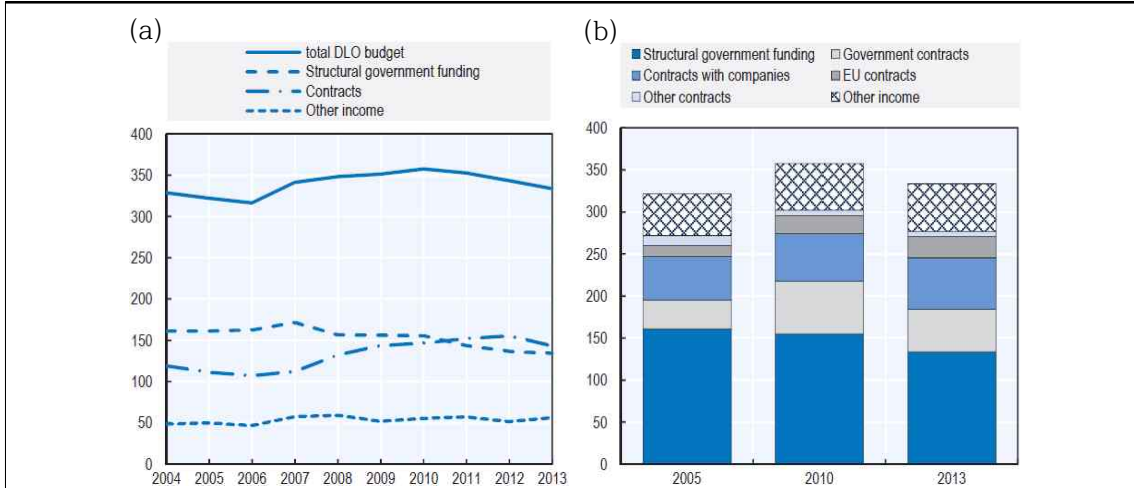 (a)
total DLO budget
Structural government funding
Contracts
Other income
400
350
300
250
200
150
100
50
0
2004 2005 2006 2007 2008 2009 2010 2011 2012 2013
(b)
Structural government funding Government contracts
Contracts with companies EU contracts
Other contracts Other income
400
350
300
250
200
150
100
50
0
2005 2010 2013